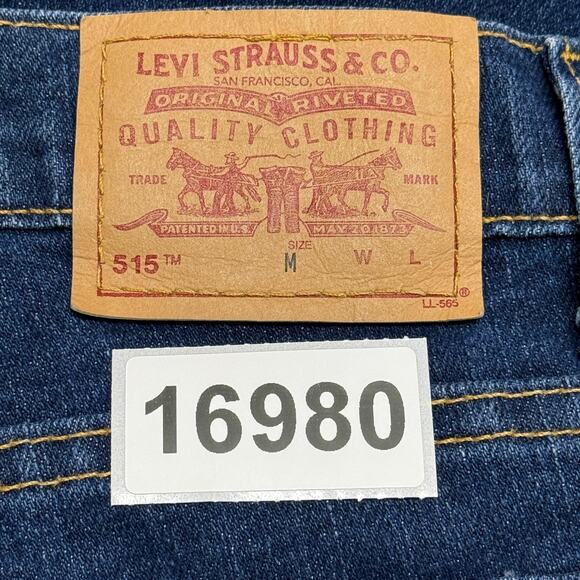 LEVI STRAUSS & CO.
SAN FRANCISCO, CAL.
ORIGINAL RIVETED
QUALITY CLOTHING
TRADE MARK
PATENTED IN U.S. MAY 20 1873
SIZE
515™ M W L
LL-565 ®
16980